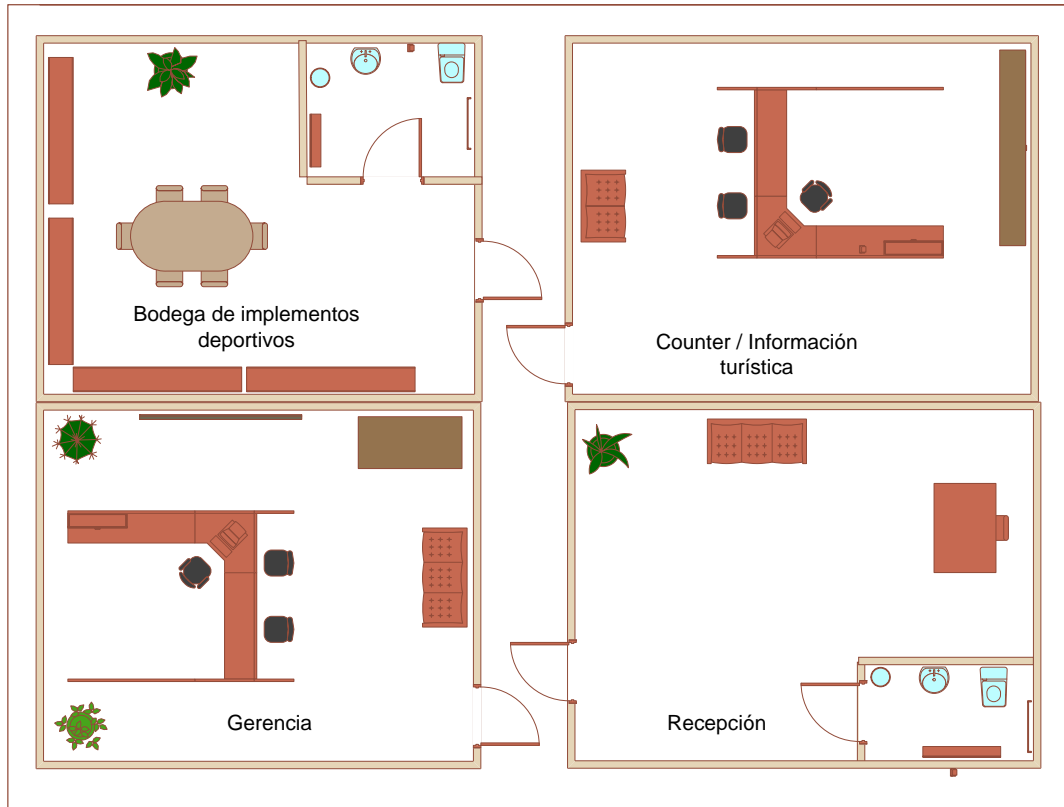 Bodega de implementos
deportivos
Counter / Información
turística
Gerencia
Recepción